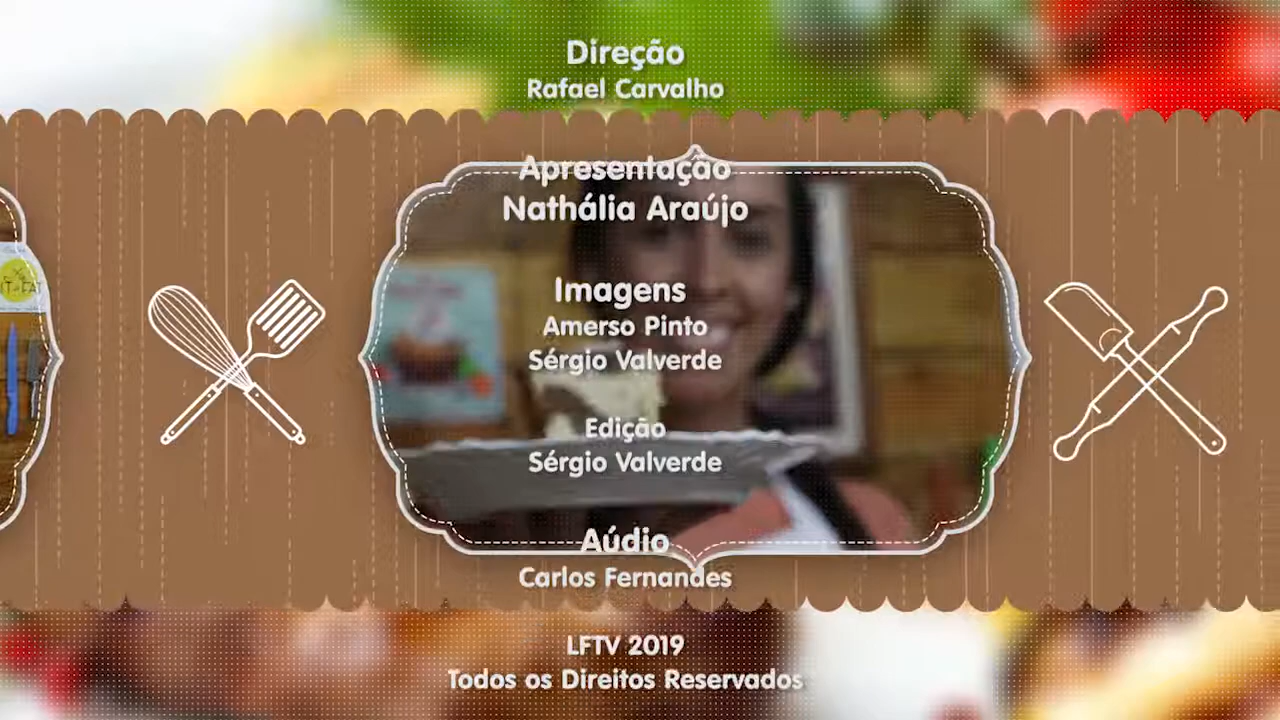 Direção
Rafael Carvalho
Apresentação
Nathália Araújo
Imagens
Amerso Pinto
Sérgio Valverde
Edição
Sérgio Valverde
Aúdio
Carlos Fernandes
LFTV 2019
Todos os Direitos Reservados